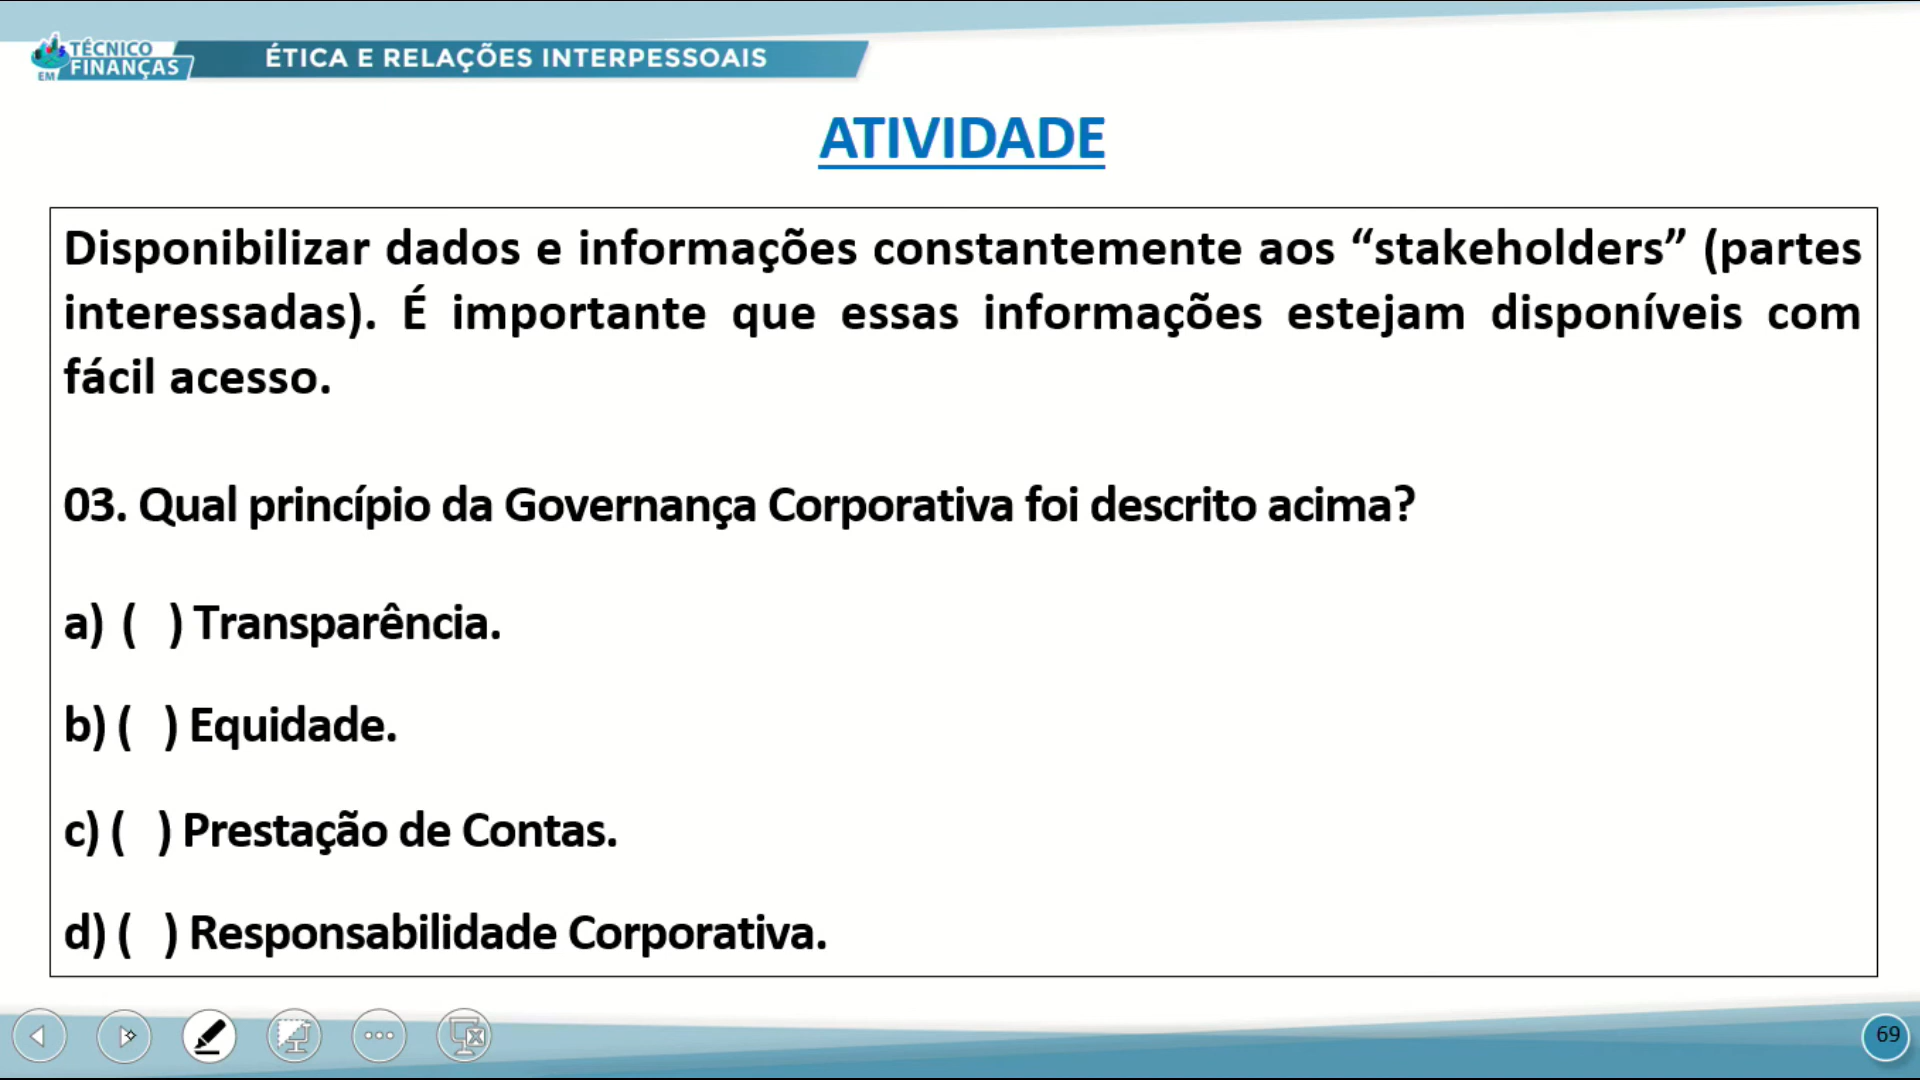 TÉCNICO
EM FINANÇAS
ÉTICA E RELAÇÕES INTERPESSOAIS
ATIVIDADE
Disponibilizar dados e informações constantemente aos “stakeholders” (partes
interessadas). É importante que essas informações estejam disponíveis com
fácil acesso.
03. Qual princípio da Governança Corporativa foi descrito acima?
a) ( ) Transparência.
b) ( ) Equidade.
c) ( ) Prestação de Contas.
d) ( ) Responsabilidade Corporativa.
69